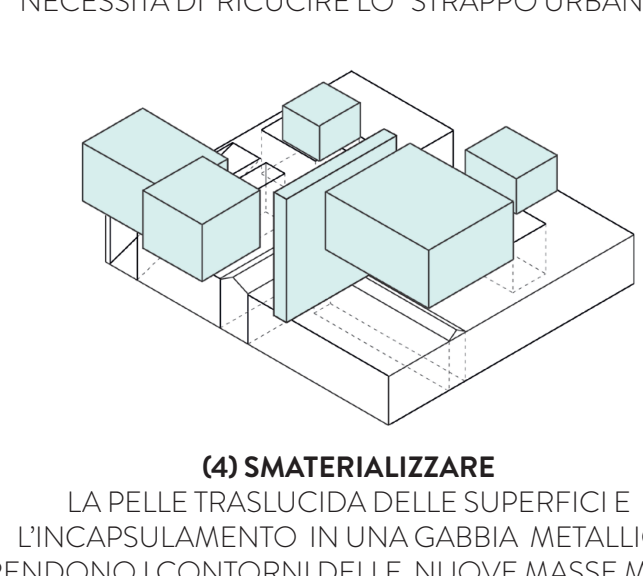 NECESSITÀ DI RICUCIRE LO STRAPPO URBAN
(4) SMATERIALIZZARE
LA PELLE TRASLUCIDA DELLE SUPERFICI E
L'INCAPSULAMENTO IN UNA GABBIA METALLIC
RENDONO I CONTORNI DELLE NUOVE MASSE M